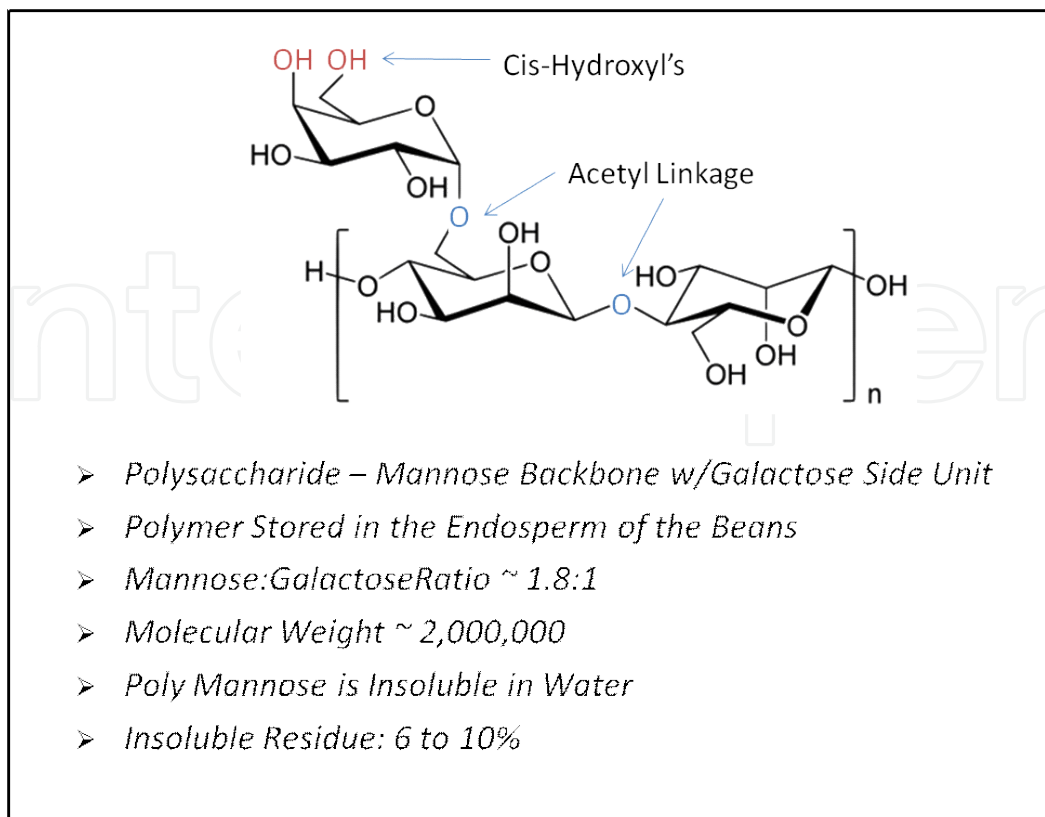 OH OH
Cis-Hydroxyl's
O
HO
OH
Acetyl Linkage
O
OH
H
O
O
HO
HO
O
O
OH
OH
OH
n
➢ Polysaccharide – Mannose Backbone w/Galactose Side Unit
➢ Polymer Stored in the Endosperm of the Beans
➢ Mannose:GalactoseRatio ~ 1.8:1
➢ Molecular Weight ~ 2,000,000
➢ Poly Mannose is Insoluble in Water
➢ Insoluble Residue: 6 to 10%